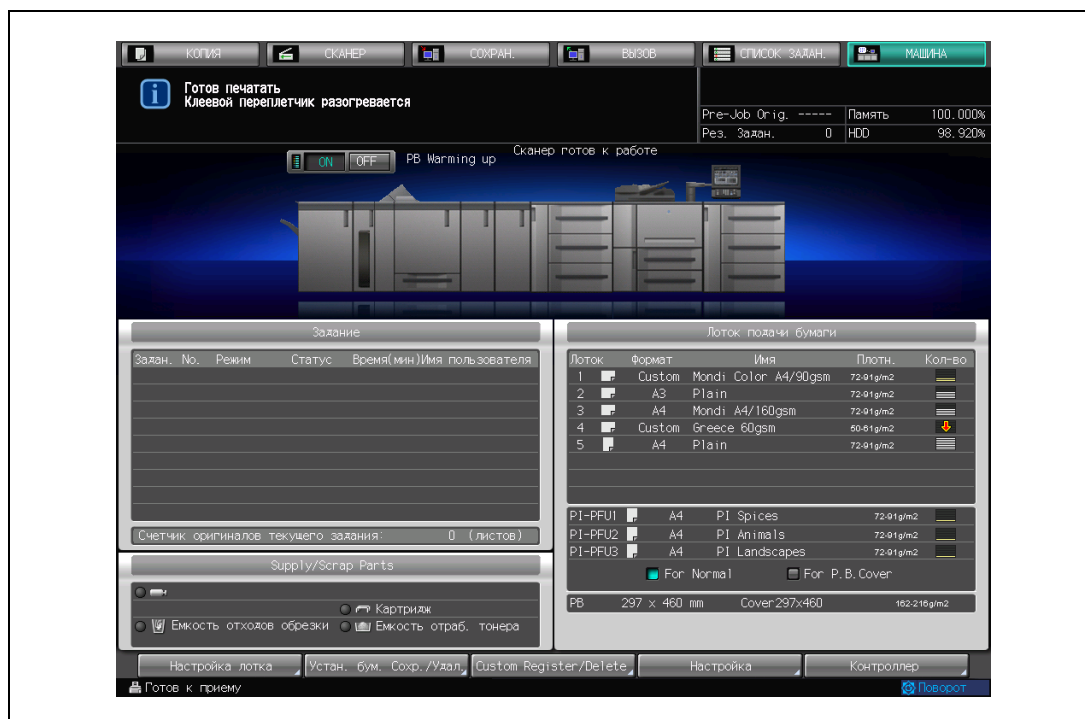 КОПИЯ СКАНЕР СОХРАН. ВЫЗОВ СПИСОК ЗАДАН. МАШИНА
Готов печатать
Клеевой переплетчик разогревается
Pre-Job Orig. ----- Память 100.000%
Рез. Задан. 0 HDD 98.920%
Сканер готов к работе
ON OFF PB Warming up
Задание
Задан. No. Режим Статус Время(мин) Имя пользователя
Счетчик оригиналов текущего задания: 0 (листов)
Supply/Scrap Parts
Картридж
Емкость отходов обрезки Емкость отраб. тонера
Лоток подачи бумаги
Лоток Формат Имя Плотн. Кол-во
1 Custom Mondi Color A4/90gsm 72-91g/m2
2 A3 Plain 72-91g/m2
3 A4 Mondi A4/160gsm 72-91g/m2
4 Custom Greece 60gsm 50-61g/m2
5 A4 Plain 72-91g/m2
PI-PFU1 A4 PI Spices 72-91g/m2
PI-PFU2 A4 PI Animals 72-91g/m2
PI-PFU3 A4 PI Landscapes 72-91g/m2
For Normal For P.B.Cover
PB 297 x 460 mm Cover297x460 162-216g/m2
Настройка лотка Устан. бум. Сохр./Удал. Custom Register/Delete Настройка Контроллер
Готов к приему Поворот